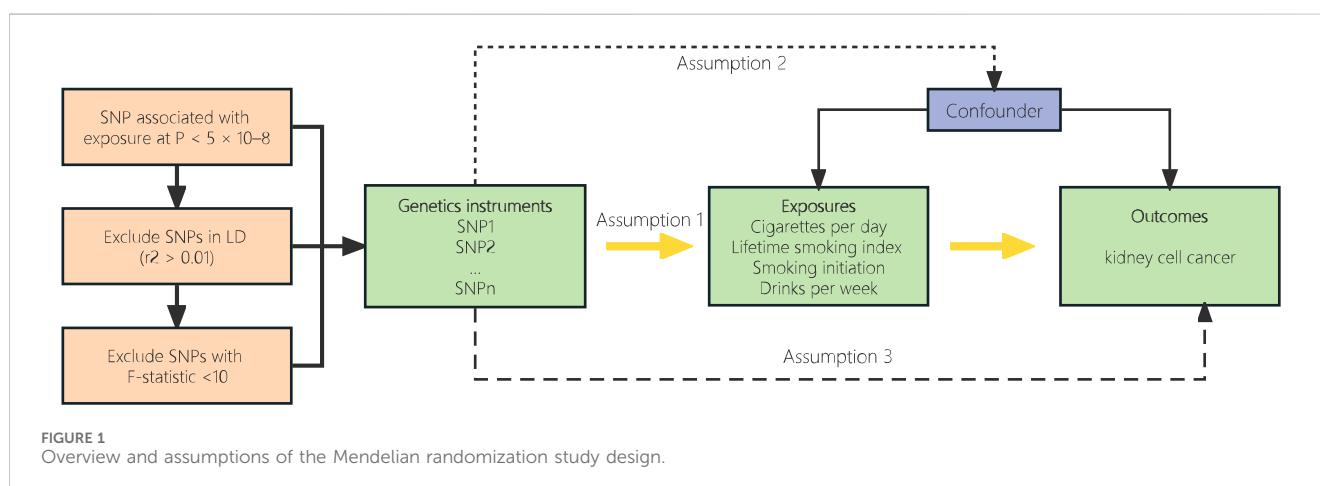 SNP associated with
exposure at P < 5 × 10–8
Exclude SNPs in LD
(r2 > 0.01)
Exclude SNPs with
F-statistic <10
Genetics instruments
SNP1
SNP2
...
SNPn
Assumption 1
Assumption 2
Assumption 3
Confounder
Exposures
Cigarettes per day
Lifetime smoking index
Smoking initiation
Drinks per week
Outcomes
kidney cell cancer
FIGURE 1
Overview and assumptions of the Mendelian randomization study design.